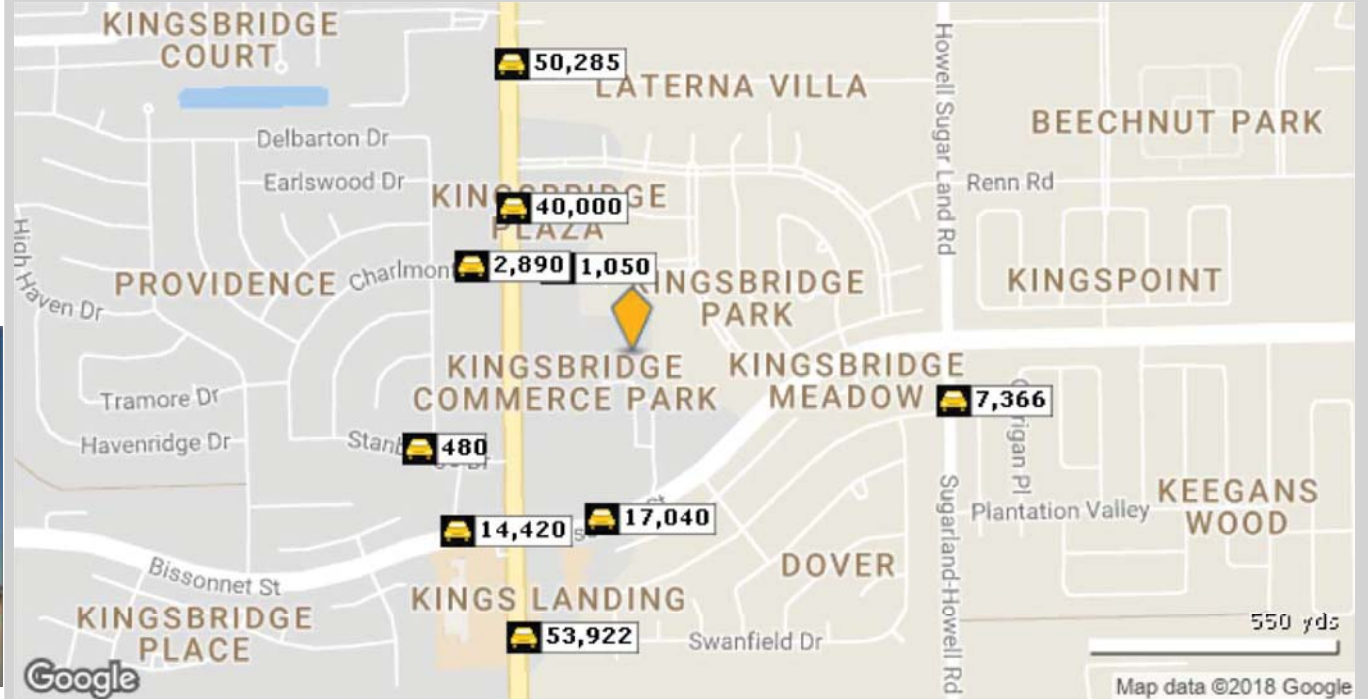 KINGSBRIDGE
COURT
50,285
LATERNA VILLA
Howell Sugar Land Rd
BEECHNUT PARK
Delbarton Dr
Earlswood Dr
Renn Rd
40,000
PLAZA
High Haven Dr
PROVIDENCE
2,890
1,050
PARK
KINGSPOINT
KINGSBRIDGE
COMMERCE PARK
KINGSBRIDGE
MEADOW
7,366
Tramore Dr
Havenridge Dr
480
14,420
17,040
Sugarland-Howell Rd
Plantation Valley
KEEGANS
WOOD
Bissonnet St
DOVER
KINGSBRIDGE
PLACE
KINGS LANDING
53,922
Swanfield Dr
550 yds
Google
Map data ©2018 Google